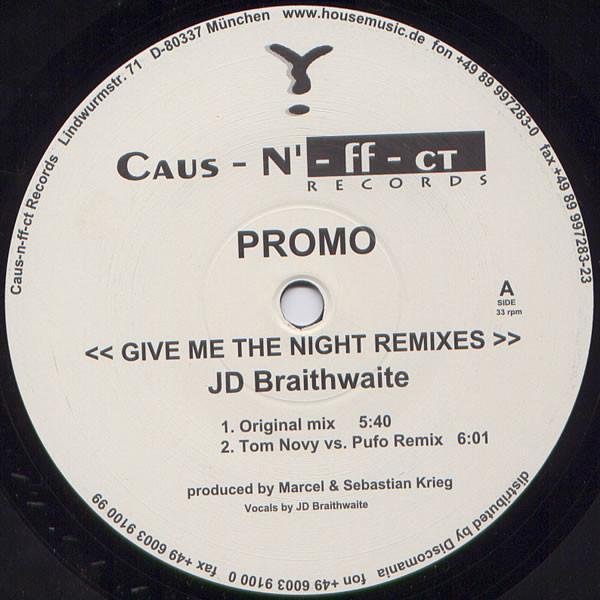 Caus-n-ff-ct Records Lindwurmstr. 71 D-80337 München www.housemusic.de fon +49 89 997283-0 fax +49 89 997283-23
CAUS - N' - ff - CT
RECORDS
PROMO
A
SIDE
33 rpm
<< GIVE ME THE NIGHT REMIXES >>
JD Braithwaite
1. Original mix 5:40
2. Tom Novy vs. Pufo Remix 6:01
produced by Marcel & Sebastian Krieg
Vocals by JD Braithwaite
distributed by Discomania fon +49 6003 9100 0 fax +49 6003 9100 99